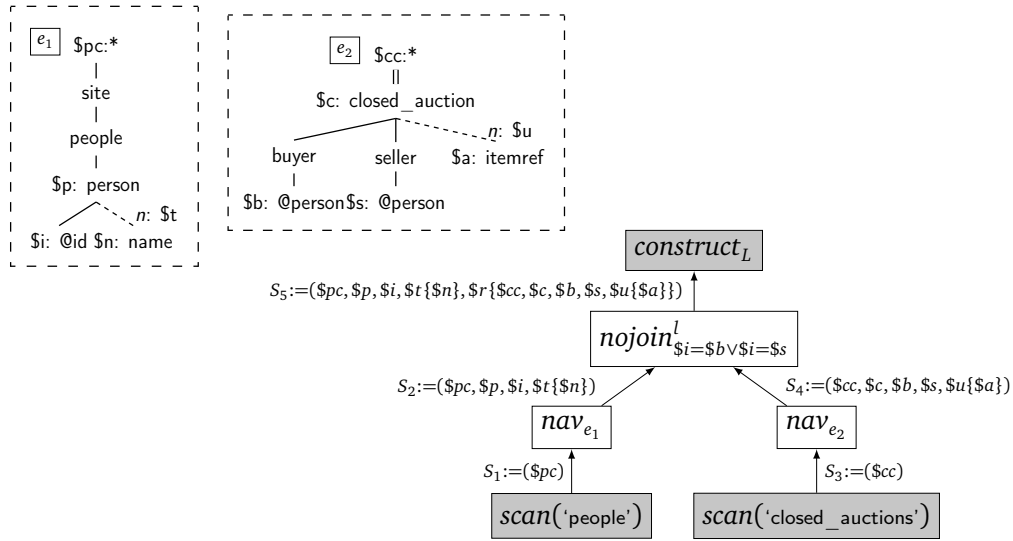 e1 $pc:*
site
people
$p: person
n: $t
$i: @id $n: name
e2 $cc:*
$c: closed_auction
n: $u
buyer seller $a: itemref
$b: @person$s: @person
construct_L
S5:=($pc, $p, $i, $t{$n}, $r{$cc, $c, $b, $s, $u{$a}})
nojoin^l_{$i=$b∨$i=$s}
S2:=($pc, $p, $i, $t{$n}) S4:=($cc, $c, $b, $s, $u{$a})
nav_{e1} nav_{e2}
S1:=($pc) S3:=($cc)
scan('people') scan('closed_auctions')